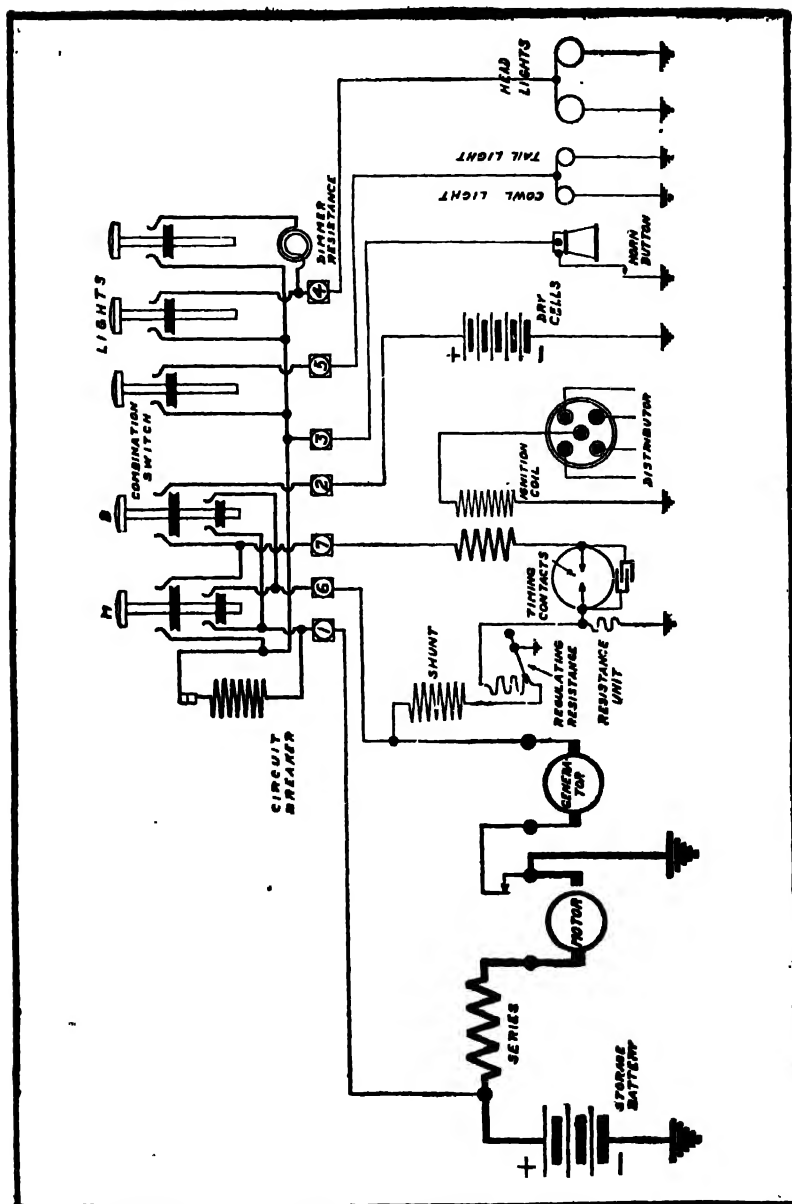 HEAD
LIGHTS
TAIL LIGHT
COWL LIGHT
DIMMER
RESISTANCE
LIGHTS
4
HORN
BUTTON
5
DRY
CELLS
+
−
COMBINATION
SWITCH
3
B
2
IGNITION
COIL
DISTRIBUTOR
7
M
6
1
TIMING
CONTACTS
SHUNT
REGULATING
RESISTANCE
RESISTANCE
UNIT
CIRCUIT
BREAKER
GENERA-
TOR
MOTOR
SERIES
STORAGE
BATTERY
+
−